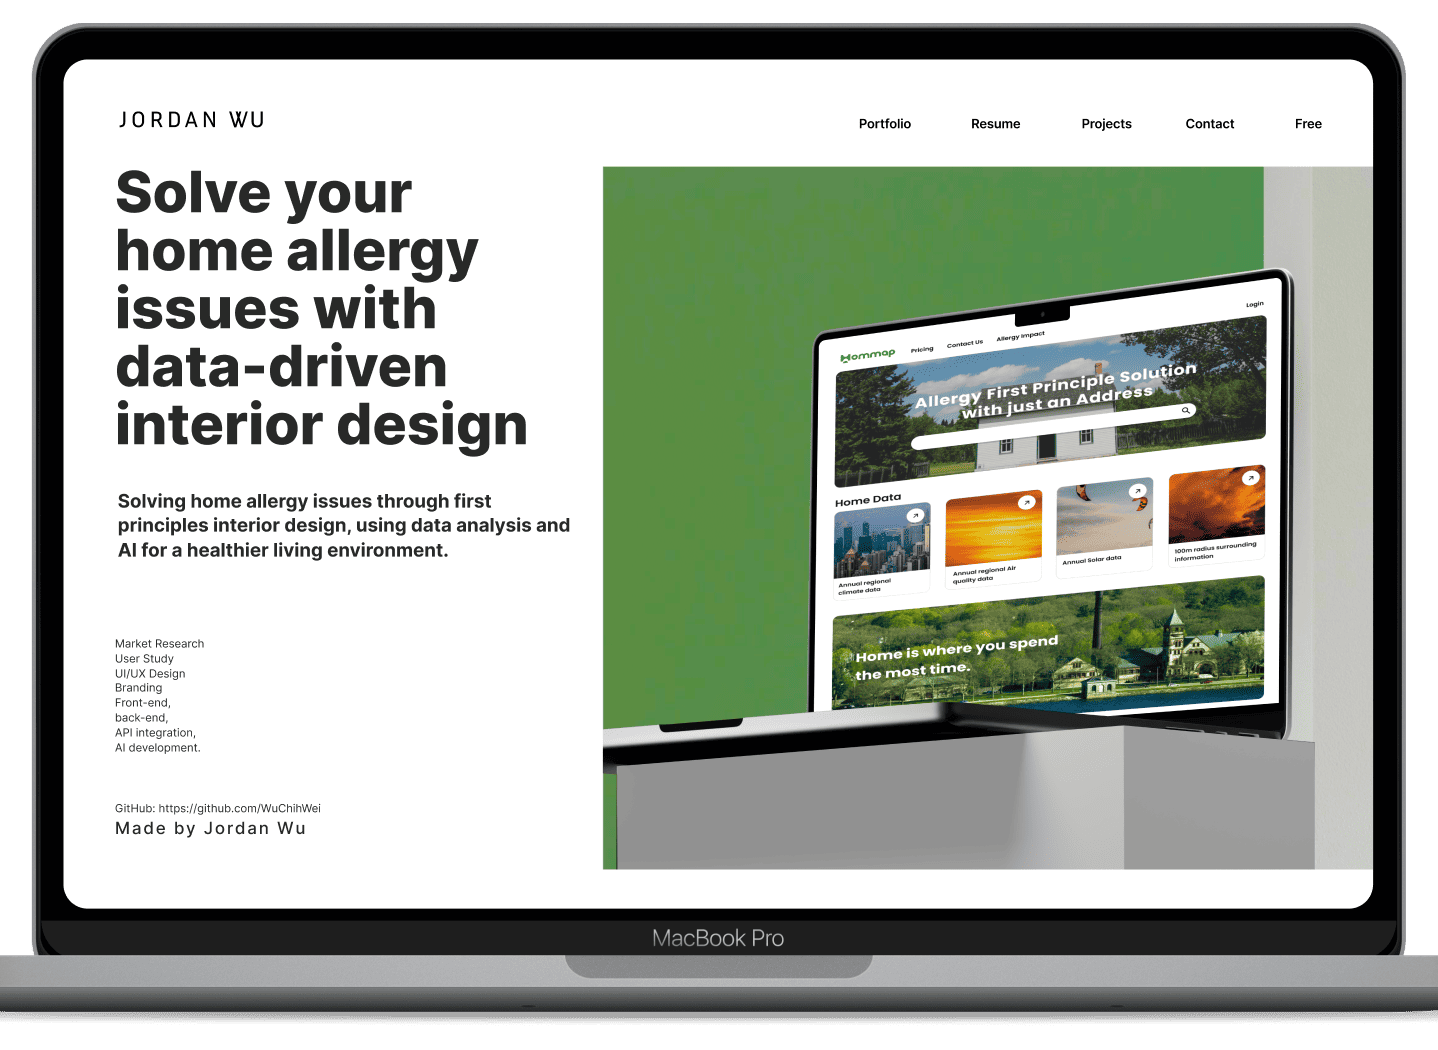 JORDAN WU
Portfolio
Resume
Projects
Contact
Free
Solve your
home allergy
issues with
data-driven
interior design
Solving home allergy issues through first
principles interior design, using data analysis and
AI for a healthier living environment.
Market Research
User Study
UI/UX Design
Branding
Front-end,
back-end,
API integration,
AI development.
GitHub: https://github.com/WuChihWei
Made by Jordan Wu
Hommap
Pricing
Contact Us
Allergy Impact
Login
Allergy First Principle Solution
with just an Address
Home Data
Annual regional
climate data
Annual regional Air
quality data
Annual Solar data
100m radius surrounding
information
Home is where you spend
the most time.
MacBook Pro